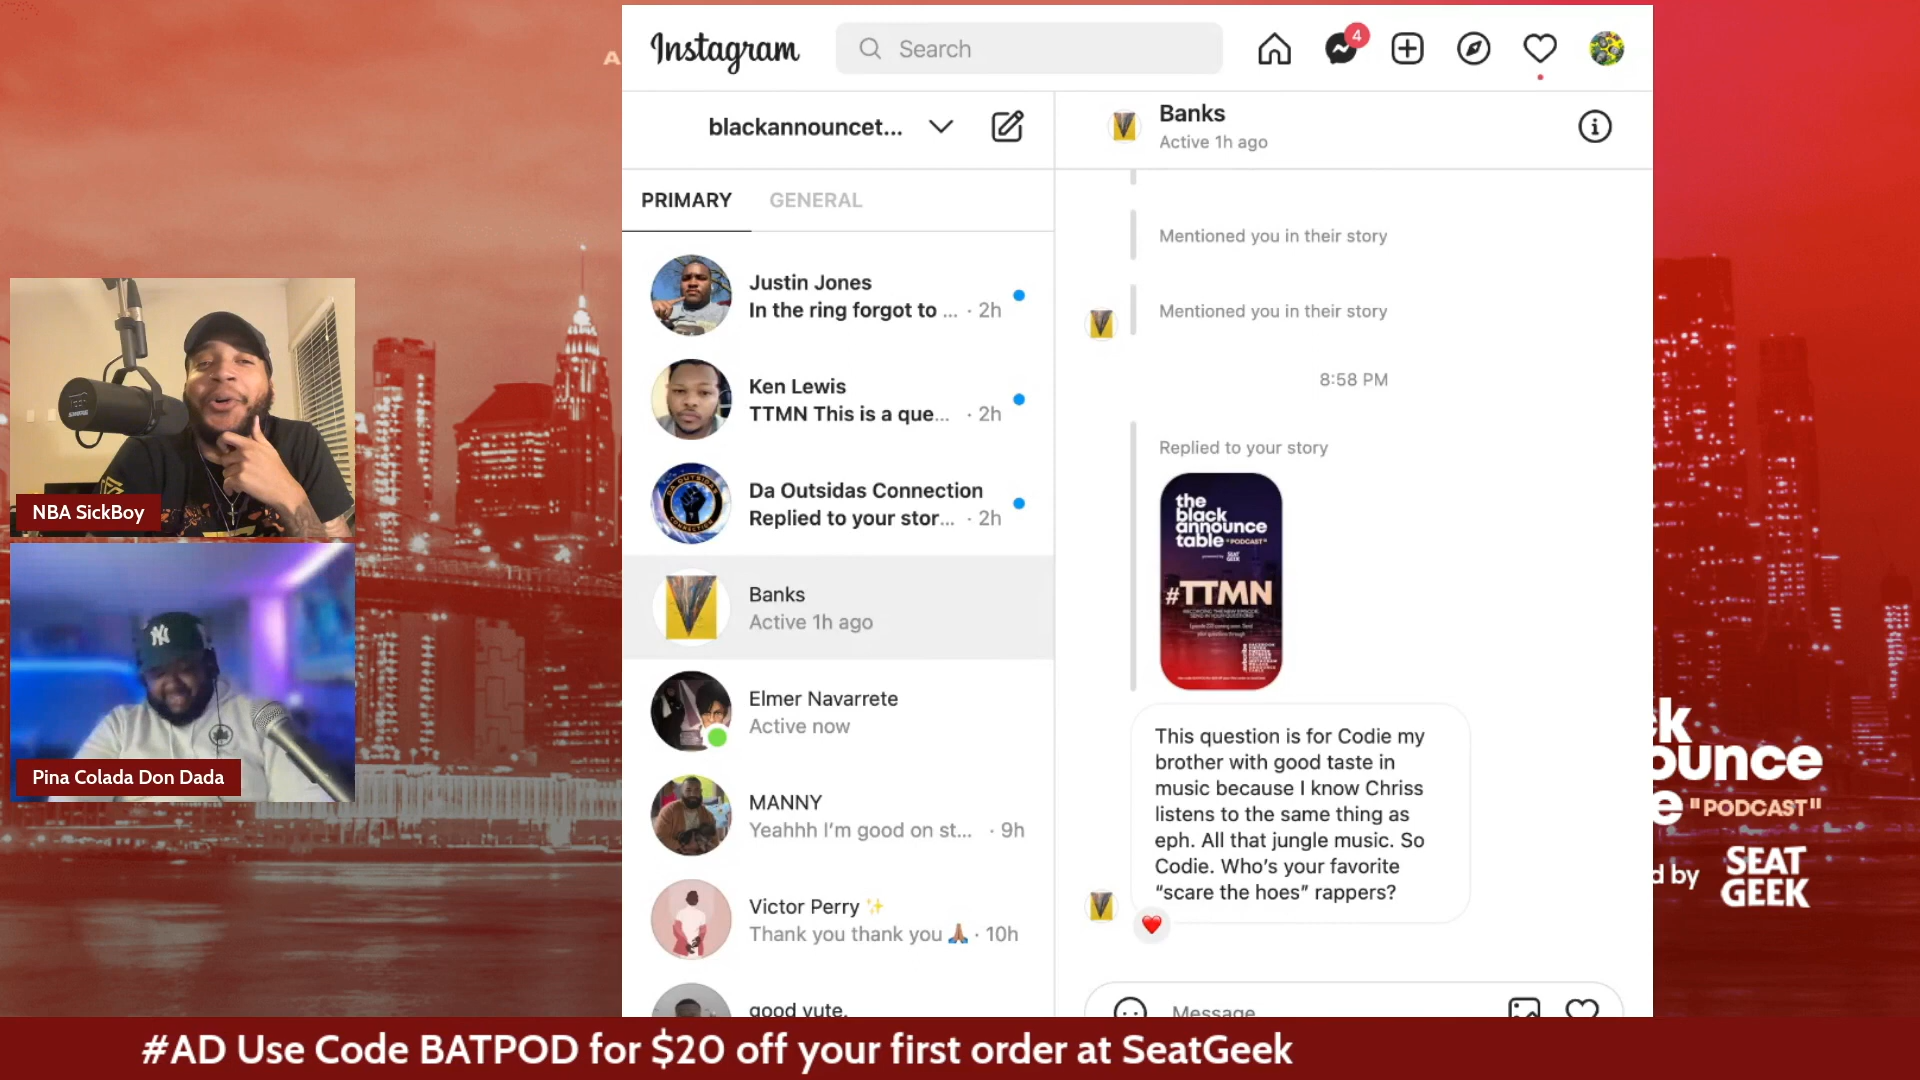 Instagram
Search
4
A
blackannouncet...
Banks
Active 1h ago
PRIMARY
GENERAL
Justin Jones
In the ring forgot to ... · 2h
Ken Lewis
TTMN This is a que... · 2h
Da Outsidas Connection
Replied to your stor... · 2h
Banks
Active 1h ago
Elmer Navarrete
Active now
MANNY
Yeahhh I'm good on st... · 9h
Victor Perry ✨
Thank you thank you 🙏🏽 · 10h
good vute.
Mentioned you in their story
Mentioned you in their story
8:58 PM
Replied to your story
the
black
announce
table "PODCAST"
SEAT
GEEK
#TTMN
This question is for Codie my
brother with good taste in
music because I know Chriss
listens to the same thing as
eph. All that jungle music. So
Codie. Who's your favorite
"scare the hoes" rappers?
Message...
NBA SickBoy
NY
Pina Colada Don Dada
k
ounce
e "PODCAST"
d by
SEAT
GEEK
#AD Use Code BATPOD for $20 off your first order at SeatGeek